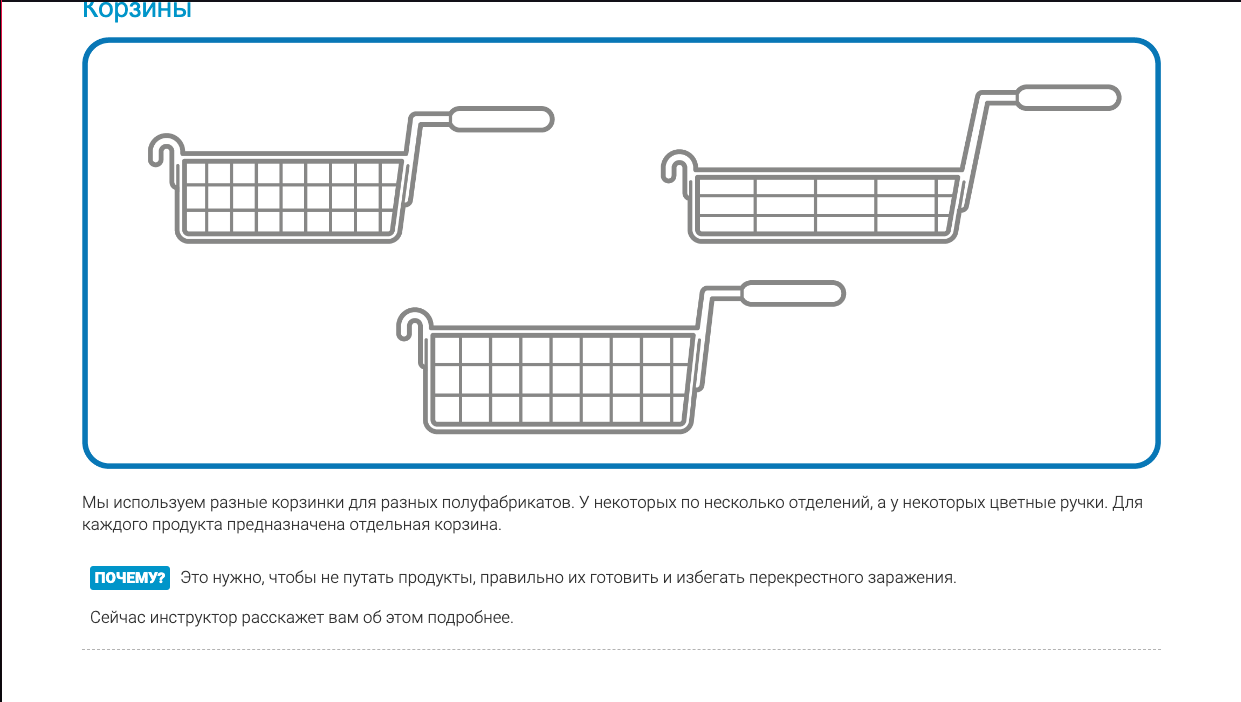 Корзины
Мы используем разные корзинки для разных полуфабрикатов. У некоторых по несколько отделений, а у некоторых цветные ручки. Для
каждого продукта предназначена отдельная корзина.
ПОЧЕМУ? Это нужно, чтобы не путать продукты, правильно их готовить и избегать перекрестного заражения.
Сейчас инструктор расскажет вам об этом подробнее.